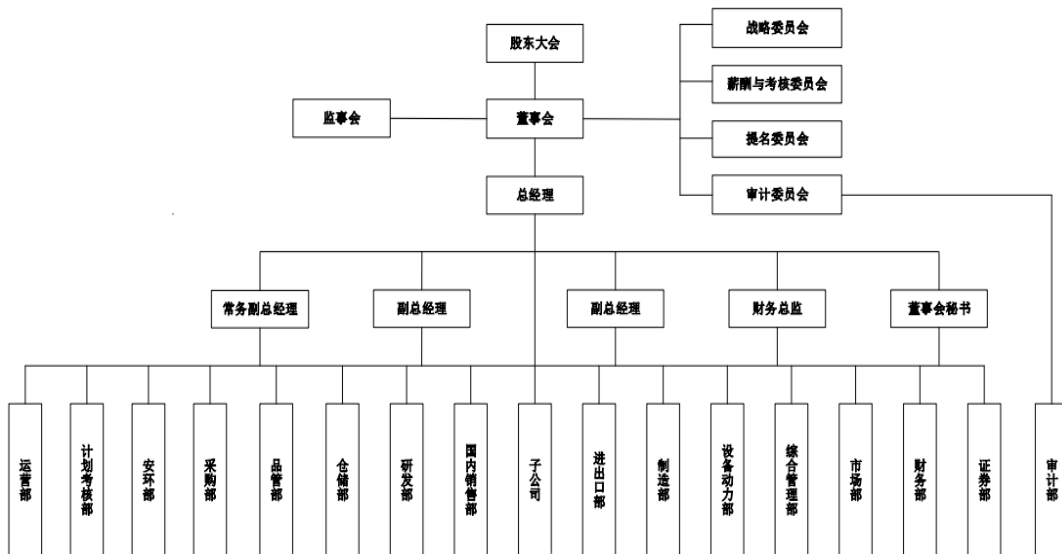 战略委员会
股东大会
薪酬与考核委员会
监事会
董事会
提名委员会
总经理
审计委员会
常务副总经理
副总经理
副总经理
财务总监
董事会秘书
运营部
计划考核部
安环部
采购部
品管部
仓储部
研发部
国内销售部
子公司
进出口部
制造部
设备动力部
综合管理部
市场部
财务部
证券部
审计部